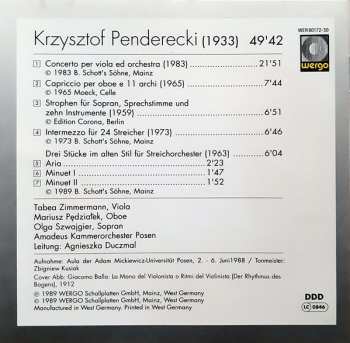 WER 60172-50
Krzysztof Penderecki (1933) 49'42
wergo
1 Concerto per viola ed orchestra (1983) 21'51
© 1983 B. Schott's Söhne, Mainz
2 Capriccio per oboe e 11 archi (1965) 7'44
© 1965 Moeck, Celle
3 Strophen für Sopran, Sprechstimme und
zehn Instrumente (1959) 6'51
© Edition Corona, Berlin
4 Intermezzo für 24 Streicher (1973) 6'46
© 1973 B. Schott's Söhne, Mainz
Drei Stücke im alten Stil für Streichorchester (1963) 6'04
5 Aria 2'23
6 Minuet I 1'47
7 Minuet II 1'52
© 1989 B. Schott's Söhne, Mainz
Tabea Zimmermann, Viola
Mariusz Pędziałek, Oboe
Olga Szwajgier, Sopran
Amadeus Kammerorchester Posen
Leitung: Agnieszka Duczmal
Aufnahme: Aula der Adam Mickiewicz-Universität Posen, 2. - 6. Juni 1988 / Tonmeister:
Zbigniew Kusiak
Cover Abb: Giacomo Balla: La Mano del Violonista o Ritmi del Violinista (Der Rhythmus des
Bogens), 1912
℗ 1989 WERGO Schallplatten GmbH, Mainz, West Germany
© 1989 WERGO Schallplatten GmbH, Mainz, West Germany
Manufactured in West Germany. Printed in West Germany
DDD
LC 0846